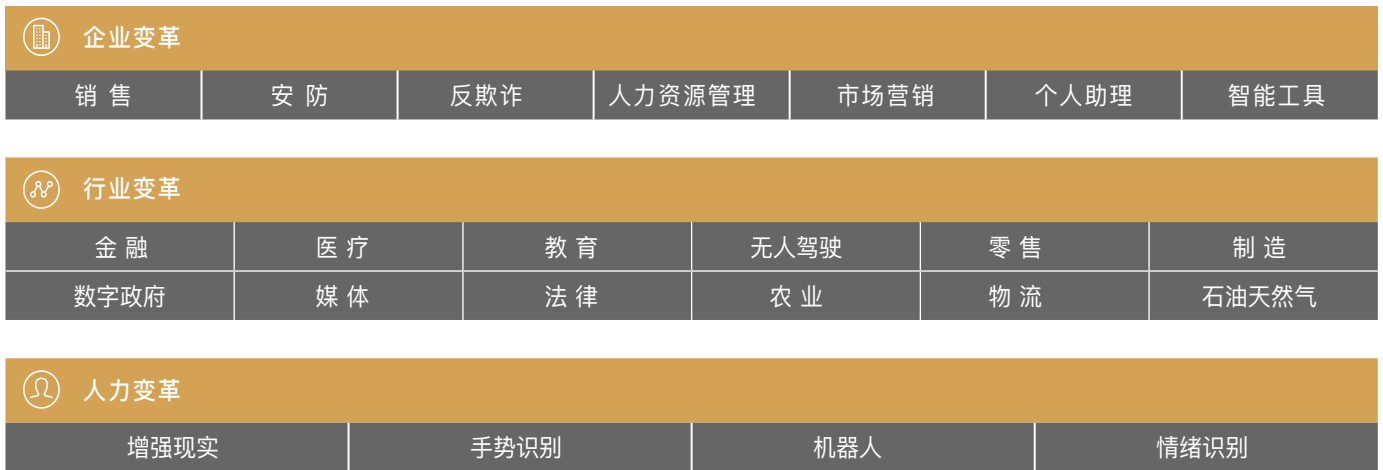 企业变革
销售 安防 反欺诈 人力资源管理 市场营销 个人助理 智能工具
行业变革
金融 医疗 教育 无人驾驶 零售 制造
数字政府 媒体 法律 农业 物流 石油天然气
人力变革
增强现实 手势识别 机器人 情绪识别